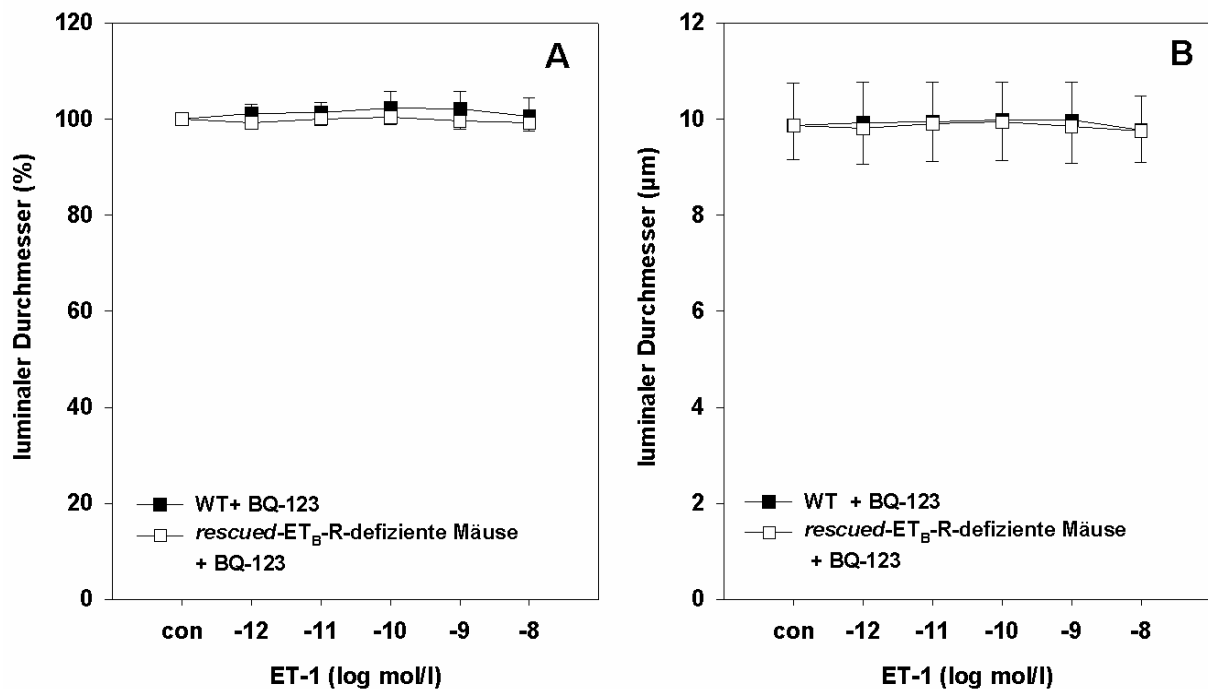 A
luminaler Durchmesser (%)
120
100
80
60
40
20
0
WT+ BQ-123
rescued-ETB-R-defiziente Mäuse
+ BQ-123
con -12 -11 -10 -9 -8
ET-1 (log mol/l)
B
luminaler Durchmesser (µm)
12
10
8
6
4
2
0
WT + BQ-123
rescued-ETB-R-defiziente Mäuse
+ BQ-123
con -12 -11 -10 -9 -8
ET-1 (log mol/l)